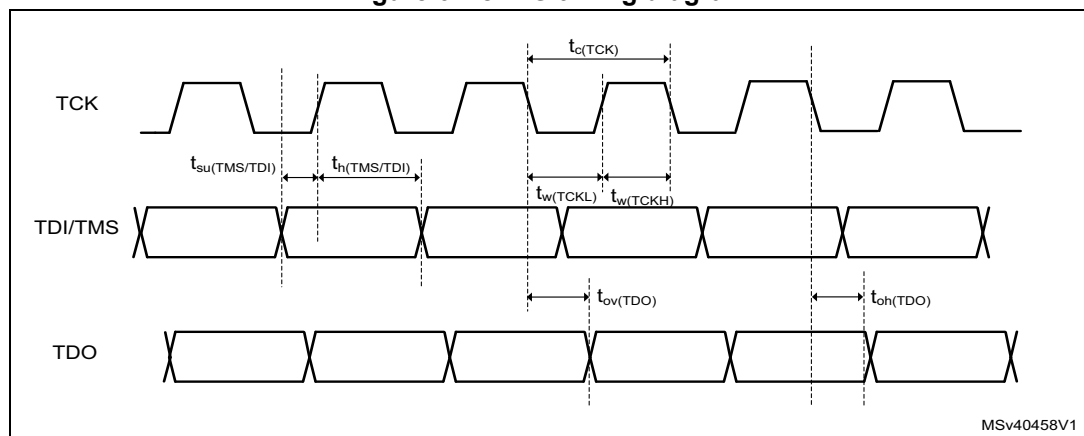 TCK
t_c(TCK)
t_su(TMS/TDI)
t_h(TMS/TDI)
t_w(TCKL)
t_w(TCKH)
TDI/TMS
t_ov(TDO)
t_oh(TDO)
TDO
MSv40458V1